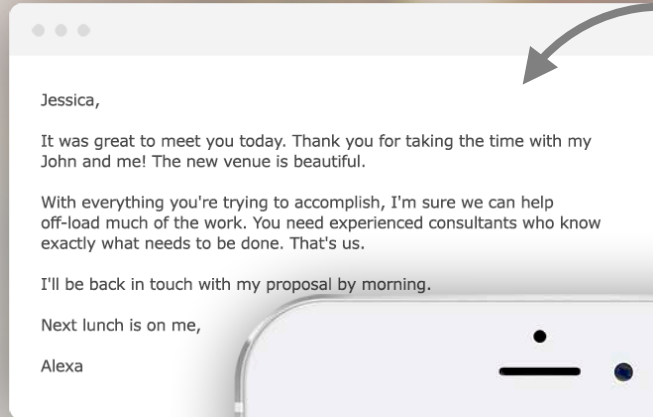 Jessica,
It was great to meet you today. Thank you for taking the time with my
John and me! The new venue is beautiful.
With everything you're trying to accomplish, I'm sure we can help
off-load much of the work. You need experienced consultants who know
exactly what needs to be done. That's us.
I'll be back in touch with my proposal by morning.
Next lunch is on me,
Alexa